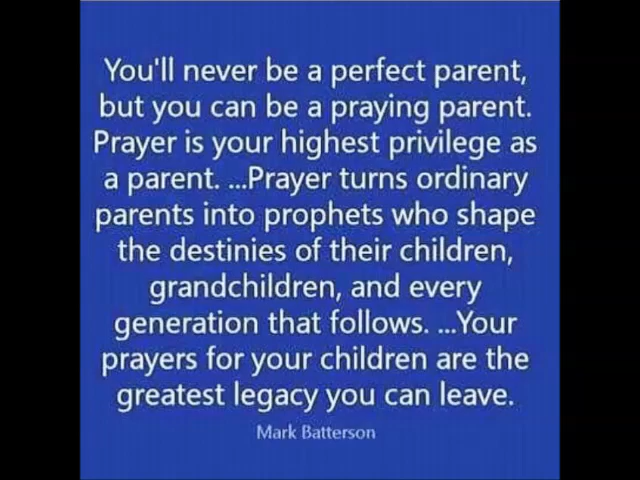 You'll never be a perfect parent,
but you can be a praying parent.
Prayer is your highest privilege as
a parent. ...Prayer turns ordinary
parents into prophets who shape
the destinies of their children,
grandchildren, and every
generation that follows. ...Your
prayers for your children are the
greatest legacy you can leave.
Mark Batterson